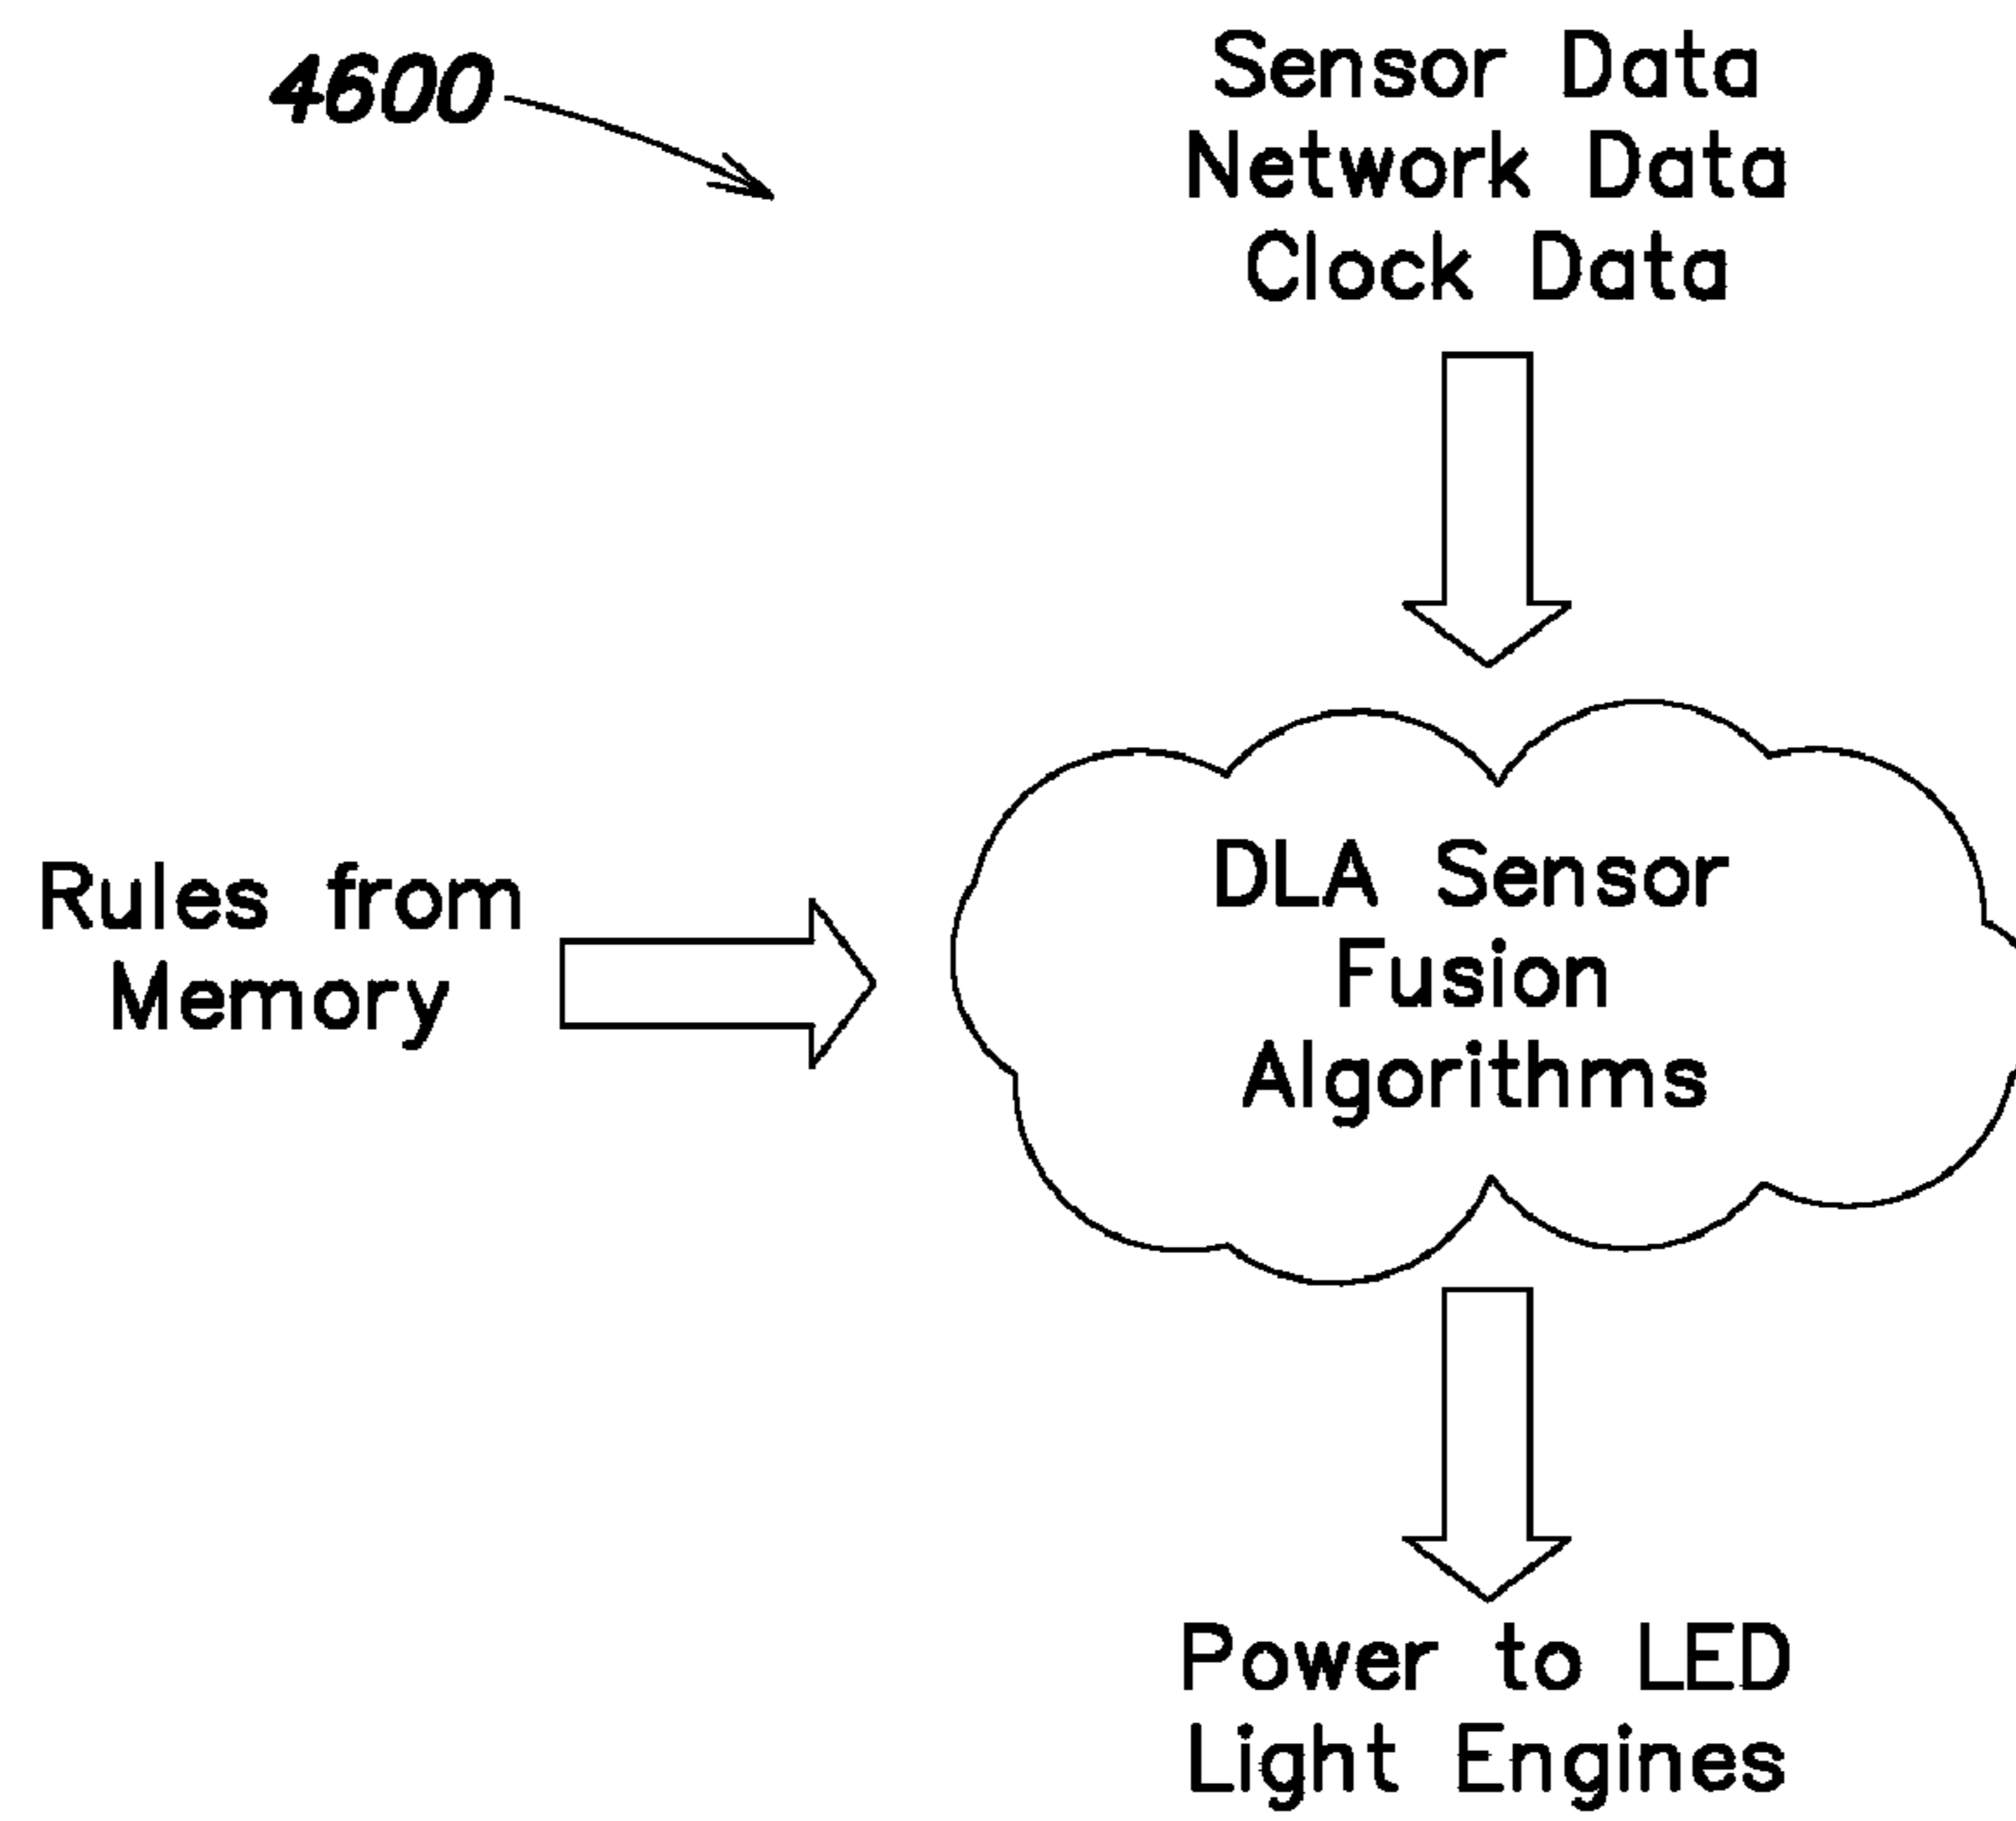 4600
Sensor Data
Network Data
Clock Data
Rules from
Memory
DLA Sensor
Fusion
Algorithms
Power to LED
Light Engines